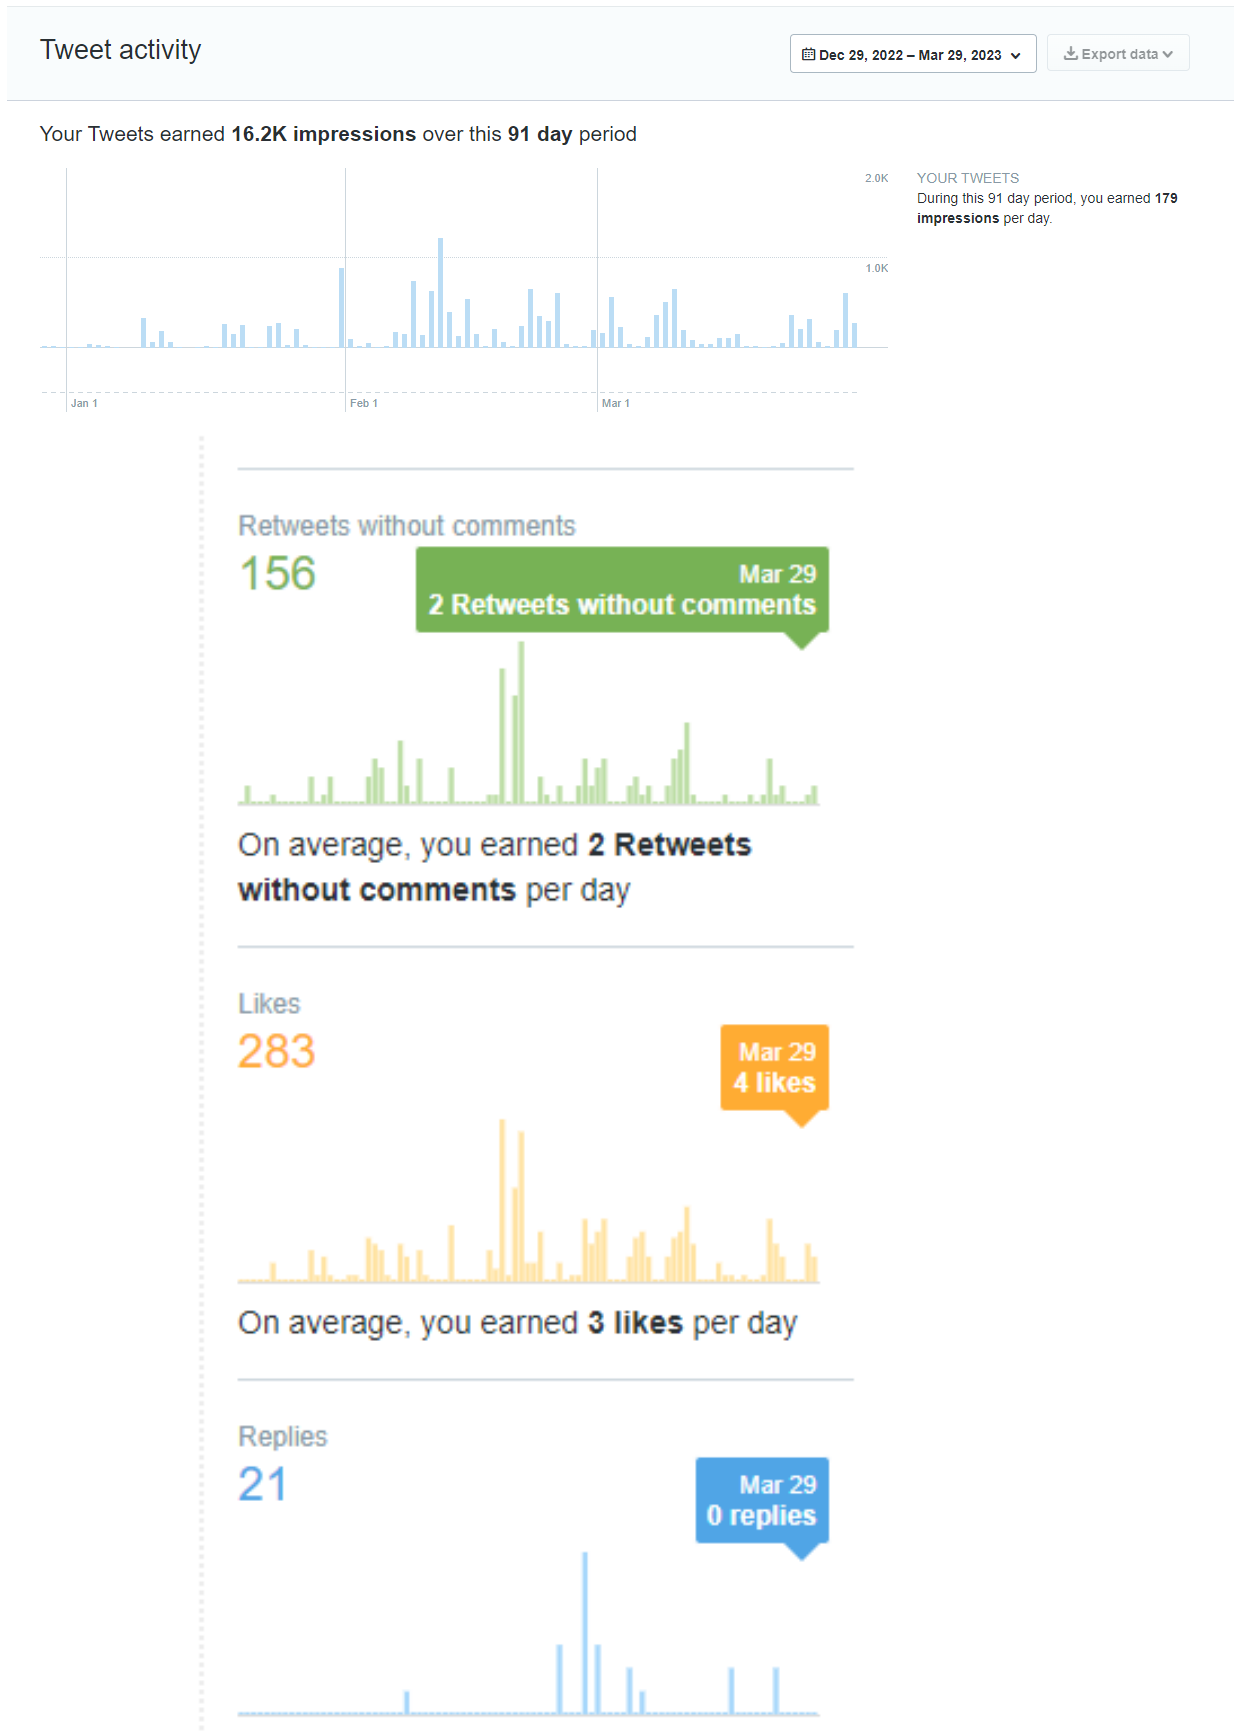 Tweet activity
Dec 29, 2022 – Mar 29, 2023
Export data
Your Tweets earned 16.2K impressions over this 91 day period
2.0K
1.0K
Jan 1
Feb 1
Mar 1
YOUR TWEETS
During this 91 day period, you earned 179
impressions per day.
Retweets without comments
156
Mar 29
2 Retweets without comments
On average, you earned 2 Retweets
without comments per day
Likes
283
Mar 29
4 likes
On average, you earned 3 likes per day
Replies
21
Mar 29
0 replies